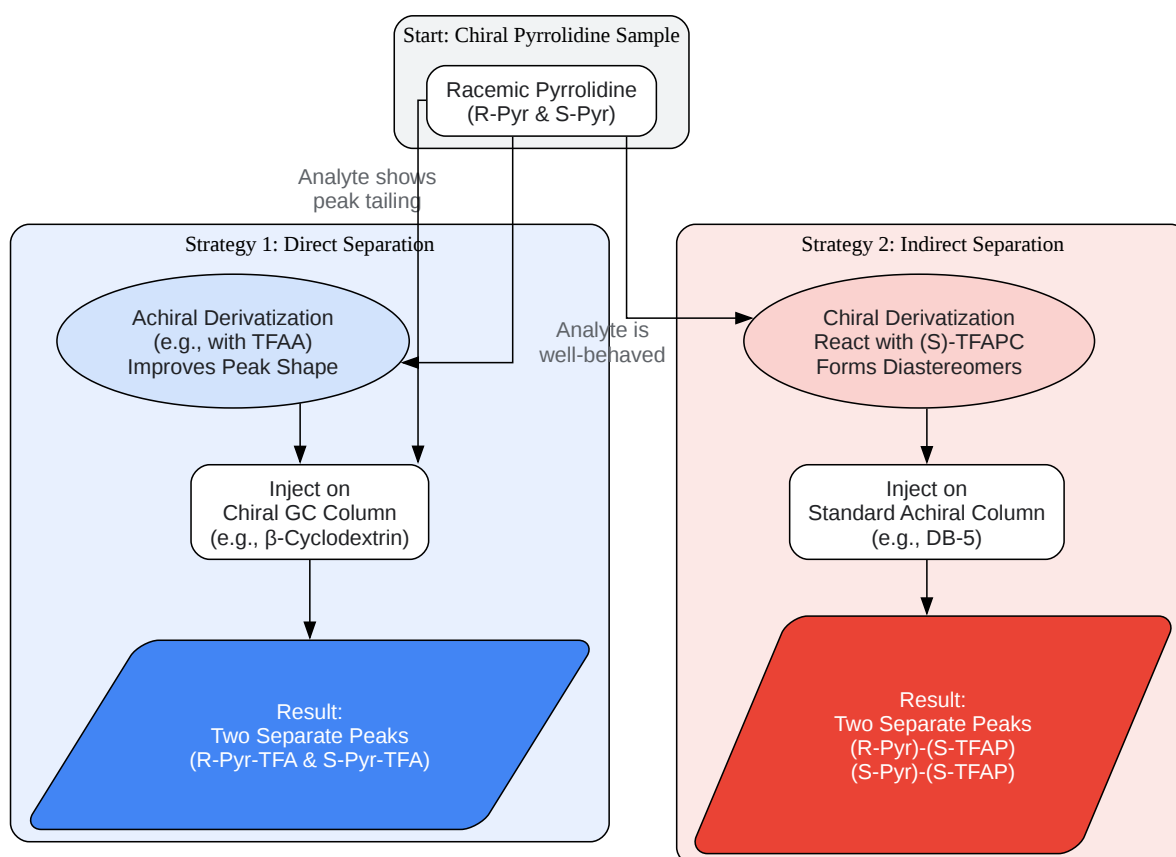 Start: Chiral Pyrrolidine Sample
Racemic Pyrrolidine
(R-Pyr & S-Pyr)
Analyte shows
peak tailing
Strategy 1: Direct Separation
Achiral Derivatization
(e.g., with TFAA)
Improves Peak Shape
Analyte is
well-behaved
Inject on
Chiral GC Column
(e.g., β-Cyclodextrin)
Result:
Two Separate Peaks
(R-Pyr-TFA & S-Pyr-TFA)
Strategy 2: Indirect Separation
Chiral Derivatization
React with (S)-TFAPC
Forms Diastereomers
Inject on
Standard Achiral Column
(e.g., DB-5)
Result:
Two Separate Peaks
(R-Pyr)-(S-TFAP)
(S-Pyr)-(S-TFAP)